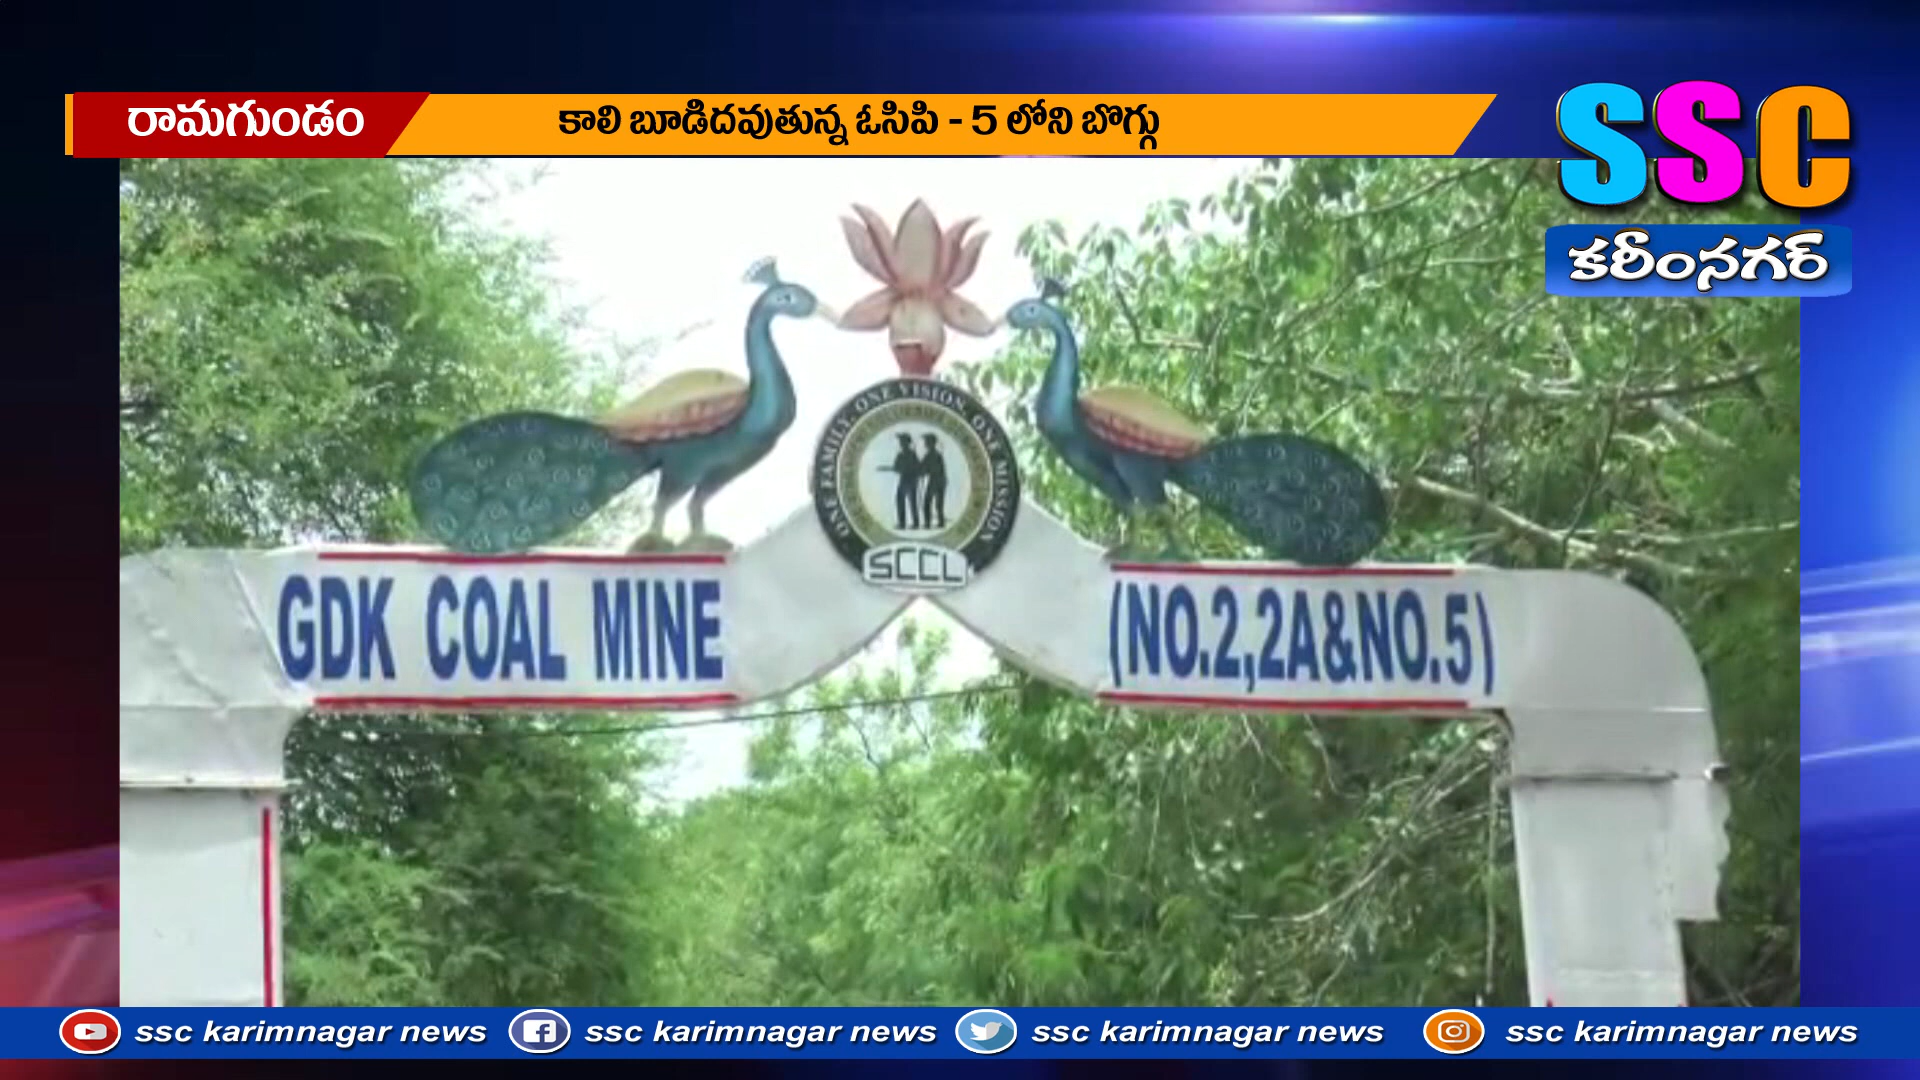 రామగుండం
కాలి బూడిదవుతున్న ఓసిపి - 5 లోని బొగ్గు
SSC
కరీంనగర్
ONE FAMILY, ONE VISION, ONE MISSION
SCCL
GDK COAL MINE
(NO.2,2A&NO.5)
ssc karimnagar news
ssc karimnagar news
ssc karimnagar news
ssc karimnagar news